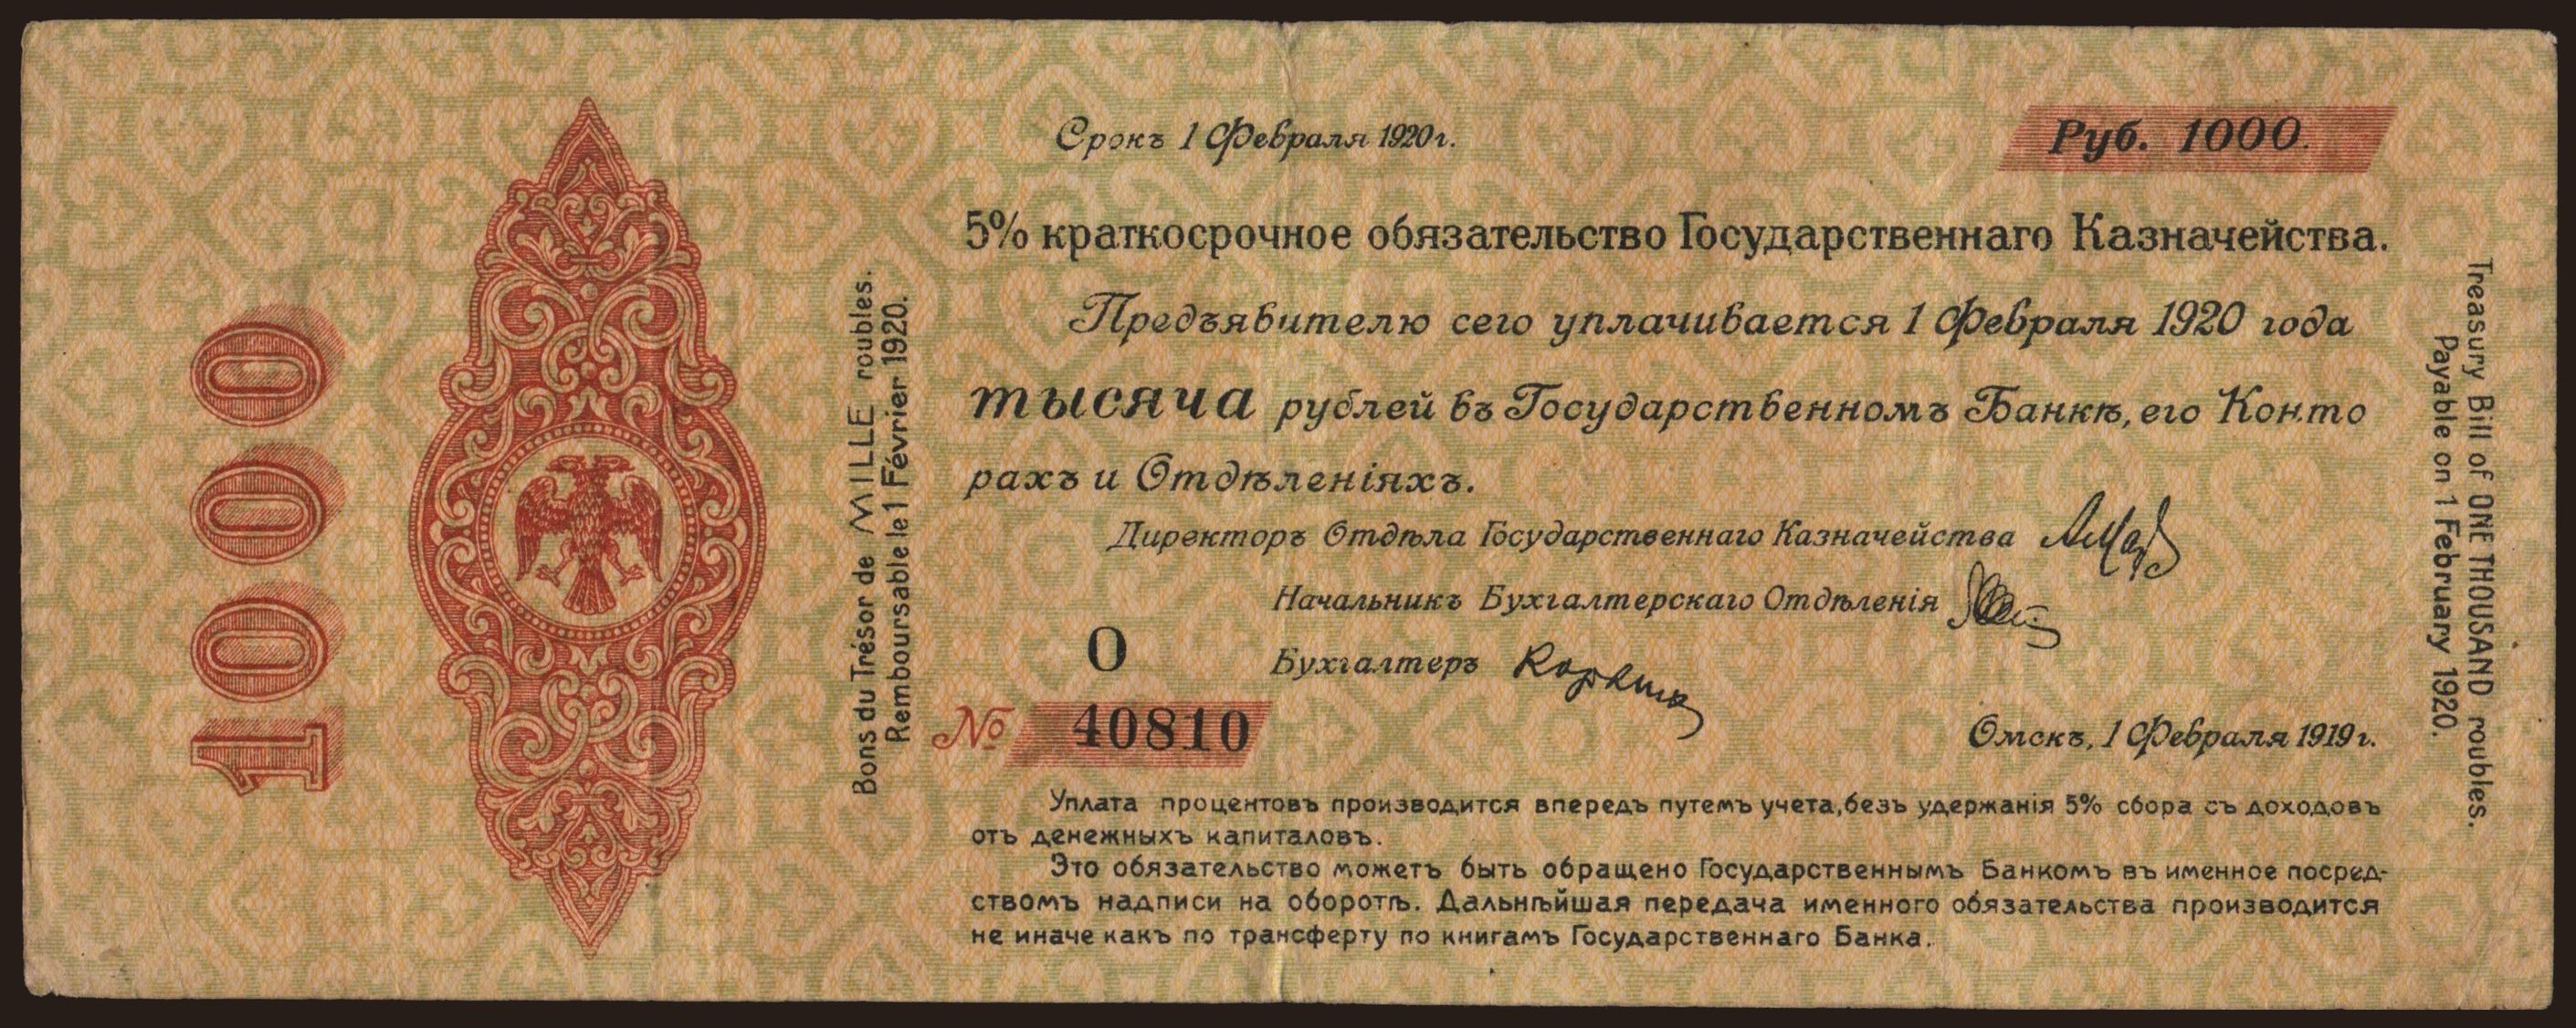 1000
Bons du Trésor de MILLE roubles.
Remboursable le 1 Février 1920.
Срокъ 1 Февраля 1920 г.
Руб. 1000.
5% краткосрочное обязательство Государственнаго Казначейства.
Предъявителю сего уплачивается 1 Февраля 1920 года
тысяча рублей въ Государственномъ Банкѣ, его Конто
рахъ и Отдѣленіяхъ.
Директоръ Отдѣла Государственнаго Казначейства
Начальникъ Бухгалтерскаго Отдѣленія
О
Бухгалтеръ
№ 40810
Омскъ, 1 Февраля 1919 г.
Уплата процентовъ производится впередъ путемъ учета, безъ удержанія 5% сбора съ доходовъ
отъ денежныхъ капиталовъ.
Это обязательство можетъ быть обращено Государственнымъ Банкомъ въ именное посред-
ствомъ надписи на оборотѣ. Дальнѣйшая передача именного обязательства производится
не иначе какъ по трансферту по книгамъ Государственнаго Банка.
Treasury Bill of ONE THOUSAND roubles.
Payable on 1 February 1920.